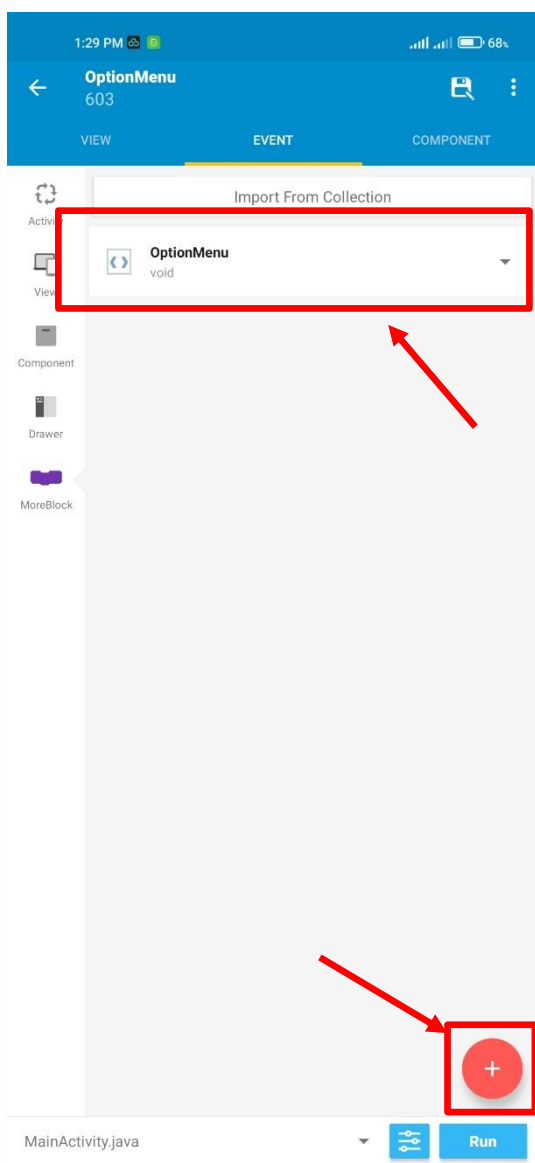 1:29 PM 68%
OptionMenu
603
VIEW EVENT COMPONENT
Import From Collection
Activity
OptionMenu
void
View
Component
Drawer
MoreBlock
MainActivity.java Run